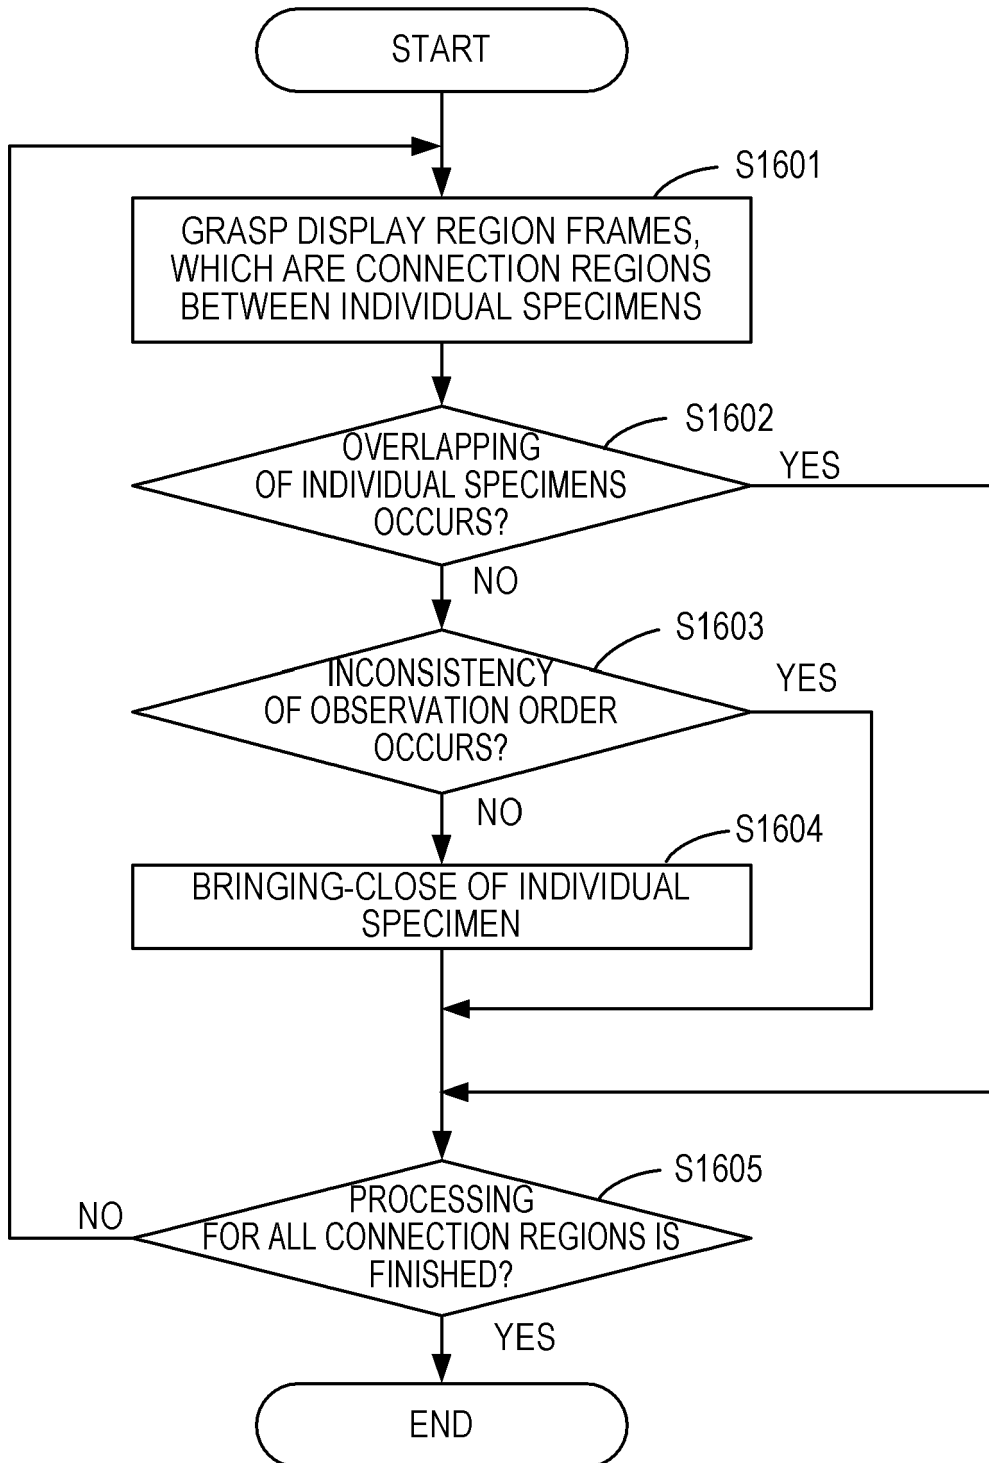 START
S1601
GRASP DISPLAY REGION FRAMES,
WHICH ARE CONNECTION REGIONS
BETWEEN INDIVIDUAL SPECIMENS
S1602
OVERLAPPING
OF INDIVIDUAL SPECIMENS
OCCURS?
YES
NO
S1603
INCONSISTENCY
OF OBSERVATION ORDER
OCCURS?
YES
NO
S1604
BRINGING-CLOSE OF INDIVIDUAL
SPECIMEN
S1605
PROCESSING
FOR ALL CONNECTION REGIONS IS
FINISHED?
NO
YES
END